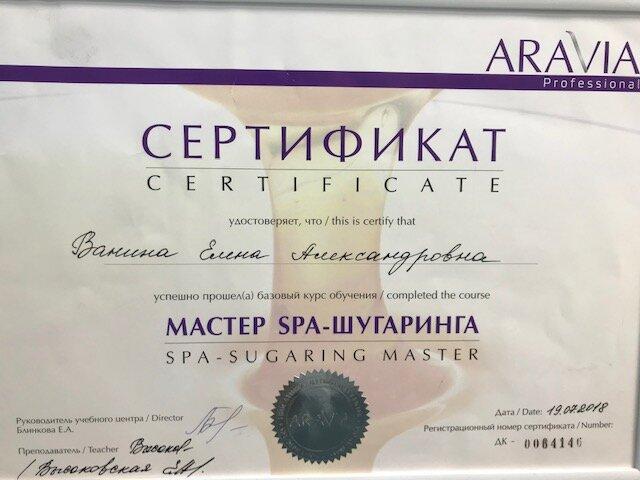 ARAVIA
Professional
СЕРТИФИКАТ
CERTIFICATE
удостоверяет, что / this is certify that
Ванина Елена Александровна
успешно прошел(а) базовый курс обучения / completed the course
МАСТЕР SPA-ШУГАРИНГА
SPA-SUGARING MASTER
ARAVIA
Руководитель учебного центра / Director
Блинкова Е.А.
Преподаватель / Teacher
/Высоковская Е.А/
Дата / Date: 19.07.2018
Регистрационный номер сертификата / Number:
ДК - 0064146